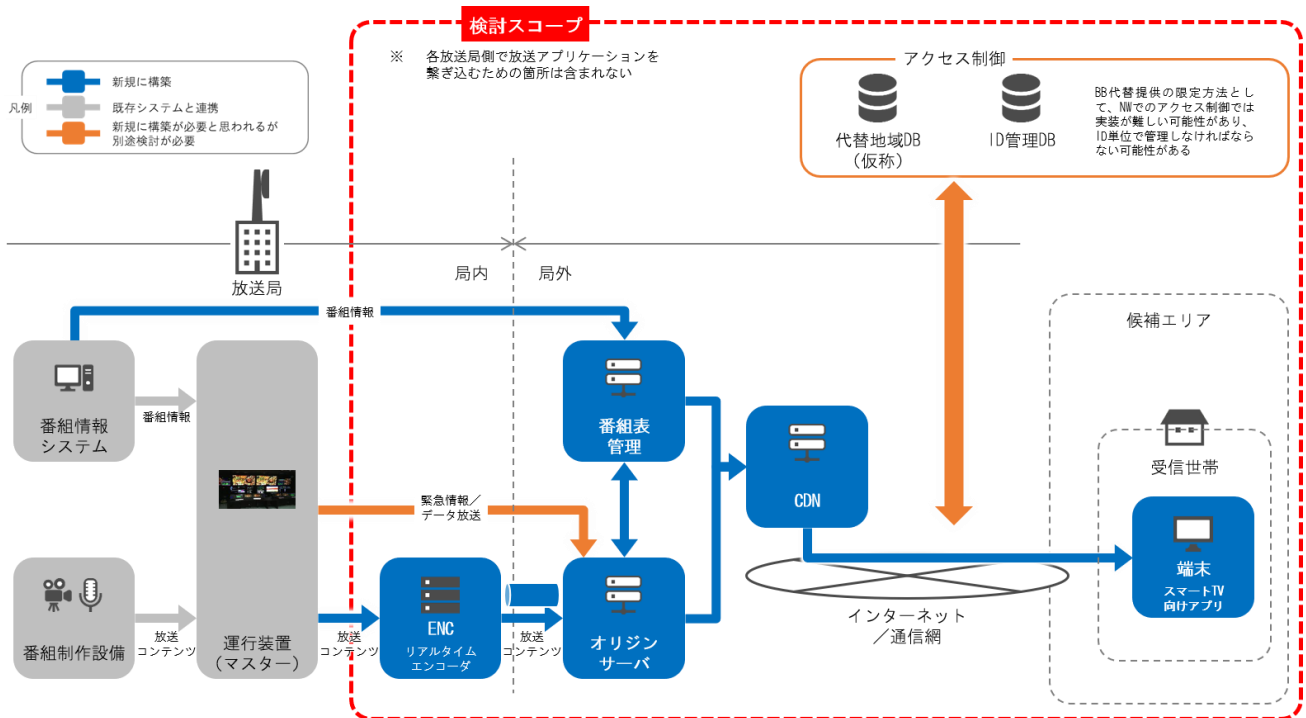 検討スコープ
※ 各放送局側で放送アプリケーションを
繋ぎ込むための箇所は含まれない
凡例
新規に構築
既存システムと連携
新規に構築が必要と思われるが
別途検討が必要
アクセス制御
代替地域DB
（仮称）
ID管理DB
BB代替提供の限定方法とし
て、NWでのアクセス制御では
実装が難しい可能性があり、
ID単位で管理しなければなら
ない可能性がある
放送局
局内
局外
番組情報
候補エリア
番組情報
システム
番組情報
番組表
管理
受信世帯
緊急情報／
データ放送
CDN
端末
スマートTV
向けアプリ
番組制作設備
放送
コンテンツ
運行装置
（マスター）
放送
コンテンツ
ENC
リアルタイム
エンコーダ
放送
コンテンツ
オリジン
サーバ
インターネット
／通信網